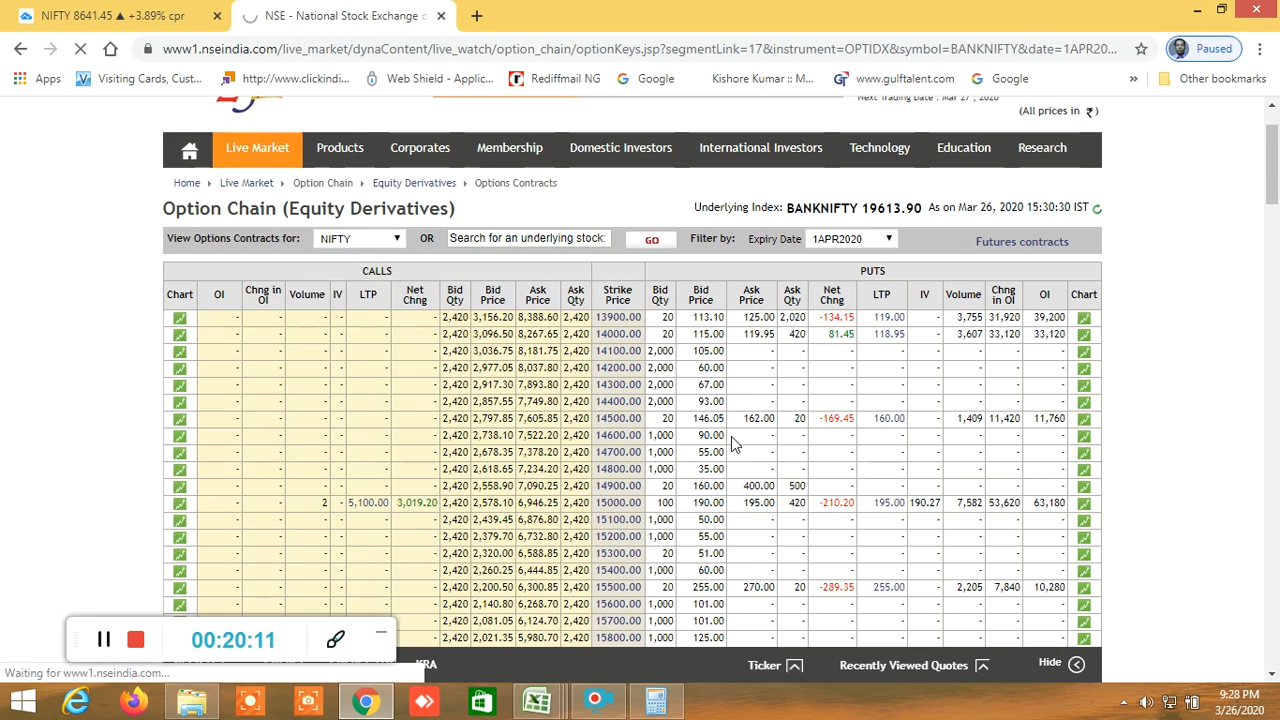 NIFTY 8641.45 ▲ +3.89% cpr × NSE - National Stock Exchange o × +
www1.nseindia.com/live_market/dynaContent/live_watch/option_chain/optionKeys.jsp?segmentLink=17&instrument=OPTIDX&symbol=BANKNIFTY&date=1APR20... Paused
Apps Visiting Cards, Cust... http://www.clickindi... Web Shield - Applic... Rediffmail NG Google Kishore Kumar :: M... www.gulftalent.com Google » Other bookmarks
Next Trading Date : Mar 27 , 2020
(All prices in ₹)
Live Market Products Corporates Membership Domestic Investors International Investors Technology Education Research
Home Live Market Option Chain Equity Derivatives Options Contracts
Option Chain (Equity Derivatives) Underlying Index: BANKNIFTY 19613.90 As on Mar 26, 2020 15:30:30 IST
View Options Contracts for: NIFTY OR Search for an underlying stock: GO Filter by: Expiry Date 1APR2020 Futures contracts
CALLS PUTS
Chart OI Chng in OI Volume IV LTP Net Chng Bid Qty Bid Price Ask Price Ask Qty Strike Price Bid Qty Bid Price Ask Price Ask Qty Net Chng LTP IV Volume Chng in OI OI Chart
- - - - - - 2,420 3,156.20 8,388.60 2,420 13900.00 20 113.10 125.00 2,020 -134.15 119.00 - 3,755 31,920 39,200
- - - - - - 2,420 3,096.50 8,267.65 2,420 14000.00 20 115.00 119.95 420 81.45 118.95 - 3,607 33,120 33,120
- - - - - - 2,420 3,036.75 8,181.75 2,420 14100.00 2,000 105.00 - - - - - - - -
- - - - - - 2,420 2,977.05 8,037.80 2,420 14200.00 2,000 60.00 - - - - - - - -
- - - - - - 2,420 2,917.30 7,893.80 2,420 14300.00 2,000 67.00 - - - - - - - -
- - - - - - 2,420 2,857.55 7,749.80 2,420 14400.00 2,000 93.00 - - - - - - - -
- - - - - - 2,420 2,797.85 7,605.85 2,420 14500.00 20 146.05 162.00 20 -169.45 160.00 - 1,409 11,420 11,760
- - - - - - 2,420 2,738.10 7,522.20 2,420 14600.00 1,000 90.00 - - - - - - - -
- - - - - - 2,420 2,678.35 7,378.20 2,420 14700.00 1,000 55.00 - - - - - - - -
- - - - - - 2,420 2,618.65 7,234.20 2,420 14800.00 1,000 35.00 - - - - - - - -
- - - - - - 2,420 2,558.90 7,090.25 2,420 14900.00 20 160.00 400.00 500 - - - - - -
- - 2 - 5,100.00 3,019.20 2,420 2,578.10 6,946.25 2,420 15000.00 100 190.00 195.00 420 -210.20 195.00 190.27 7,582 53,620 63,180
- - - - - - 2,420 2,439.45 6,876.80 2,420 15100.00 1,000 50.00 - - - - - - - -
- - - - - - 2,420 2,379.70 6,732.80 2,420 15200.00 1,000 55.00 - - - - - - - -
- - - - - - 2,420 2,320.00 6,588.85 2,420 15300.00 20 51.00 - - - - - - - -
- - - - - - 2,420 2,260.25 6,444.85 2,420 15400.00 1,000 60.00 - - - - - - - -
- - - - - - 2,420 2,200.50 6,300.85 2,420 15500.00 20 255.00 270.00 20 -289.35 255.00 - 2,205 7,840 10,280
- - - - - - 2,420 2,140.80 6,268.70 2,420 15600.00 1,000 101.00 - - - - - - - -
- 2,420 2,081.05 6,124.70 2,420 15700.00 1,000 101.00 - - - - - - - -
- 2,420 2,021.35 5,980.70 2,420 15800.00 1,000 125.00 - - - - - - - -
00:20:11
KRA Ticker Recently Viewed Quotes Hide
Waiting for www1.nseindia.com...
9:28 PM
3/26/2020